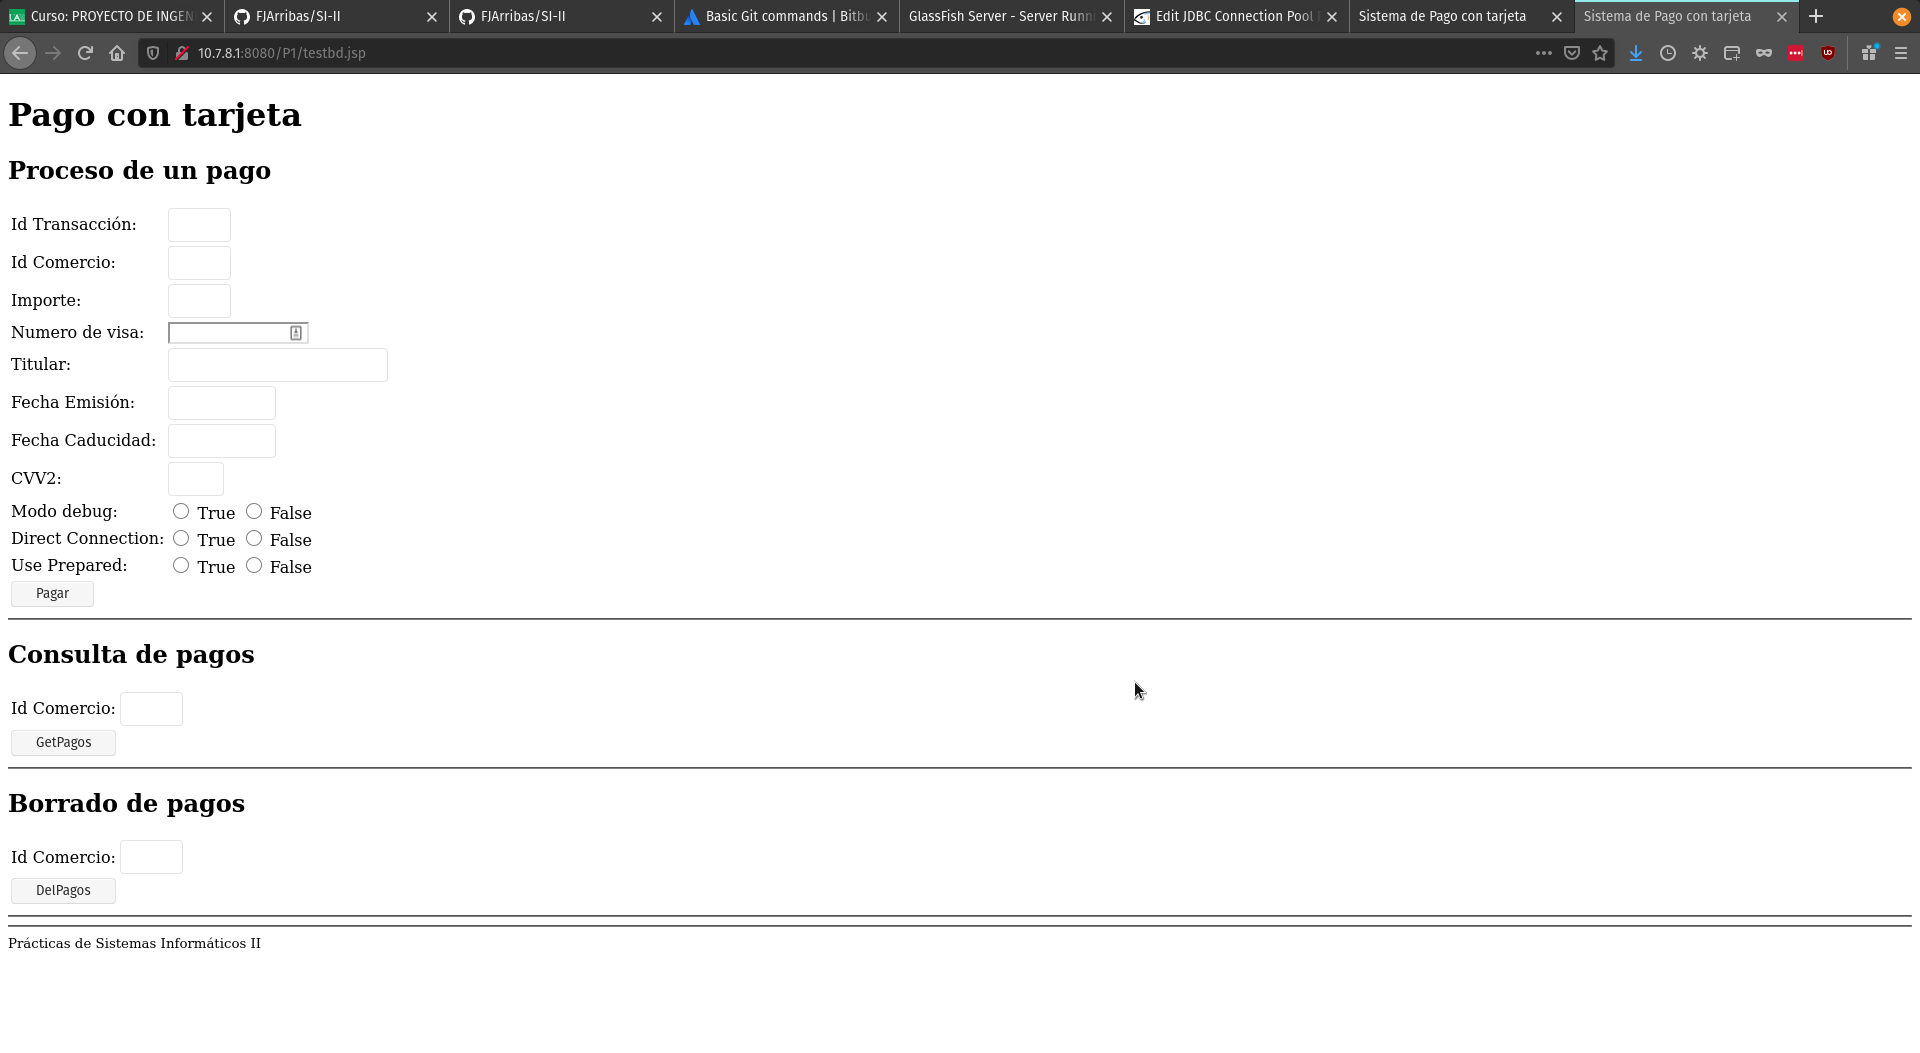 Curso: PROYECTO DE INGEN
FJArribas/SI-II
FJArribas/SI-II
Basic Git commands | Bitbu
GlassFish Server - Server Runn
Edit JDBC Connection Pool
Sistema de Pago con tarjeta
Sistema de Pago con tarjeta
10.7.8.1:8080/P1/testbd.jsp
Pago con tarjeta
Proceso de un pago
Id Transacción:
Id Comercio:
Importe:
Numero de visa:
Titular:
Fecha Emisión:
Fecha Caducidad:
CVV2:
Modo debug: True False
Direct Connection: True False
Use Prepared: True False
Pagar
Consulta de pagos
Id Comercio:
GetPagos
Borrado de pagos
Id Comercio:
DelPagos
Prácticas de Sistemas Informáticos II